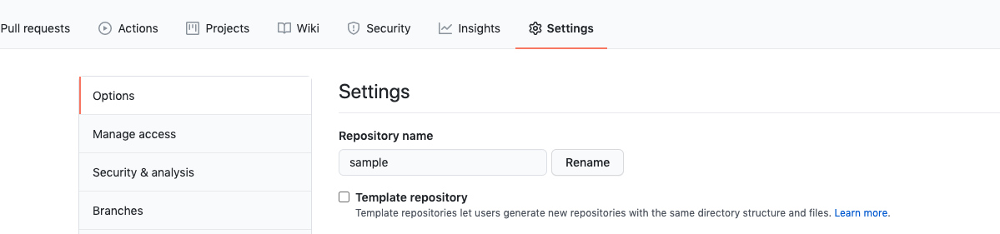 Pull requests Actions Projects Wiki Security Insights Settings
Options
Manage access
Security & analysis
Branches
Settings
Repository name
sample Rename
Template repository
Template repositories let users generate new repositories with the same directory structure and files. Learn more.